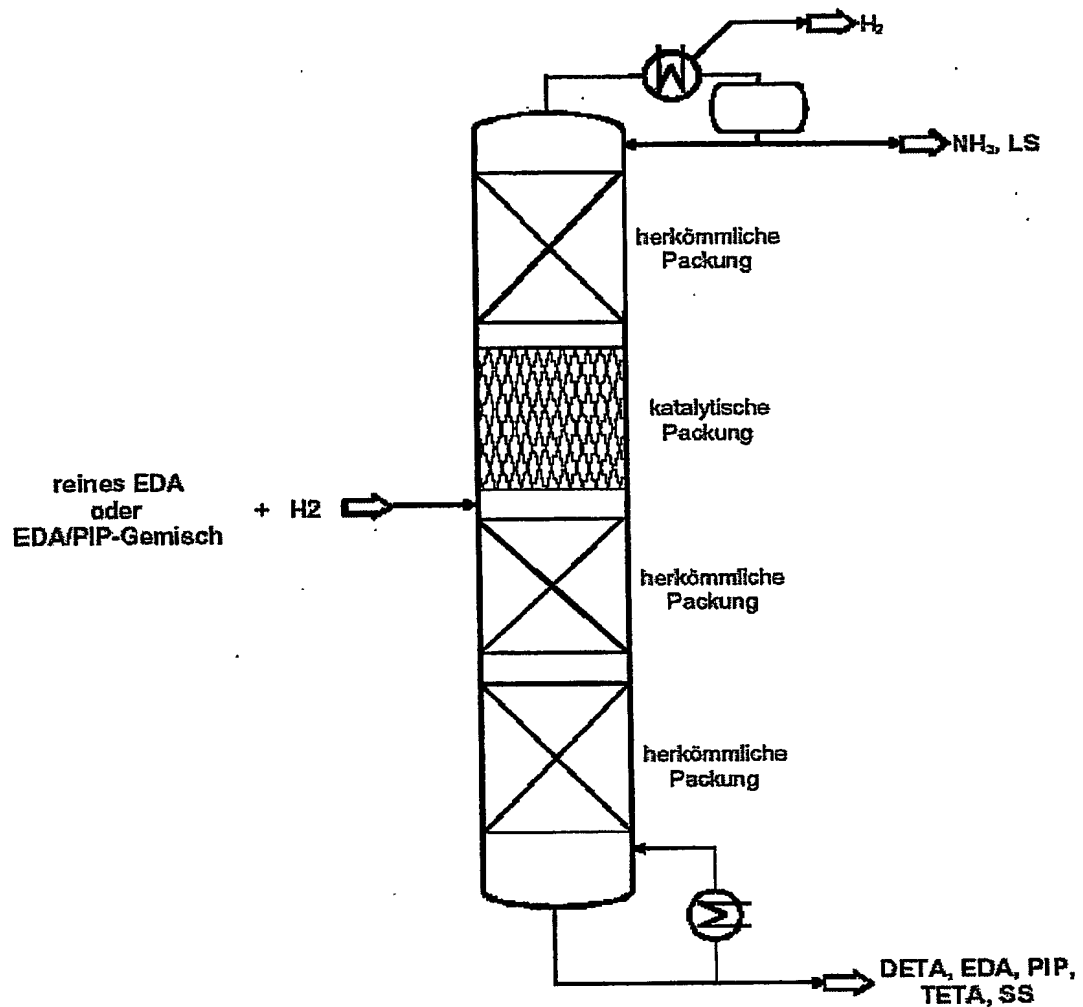 H₂
NH₃, LS
herkömmliche
Packung
katalytische
Packung
reines EDA
oder
EDA/PIP-Gemisch
+ H2
herkömmliche
Packung
herkömmliche
Packung
DETA, EDA, PIP,
TETA, SS